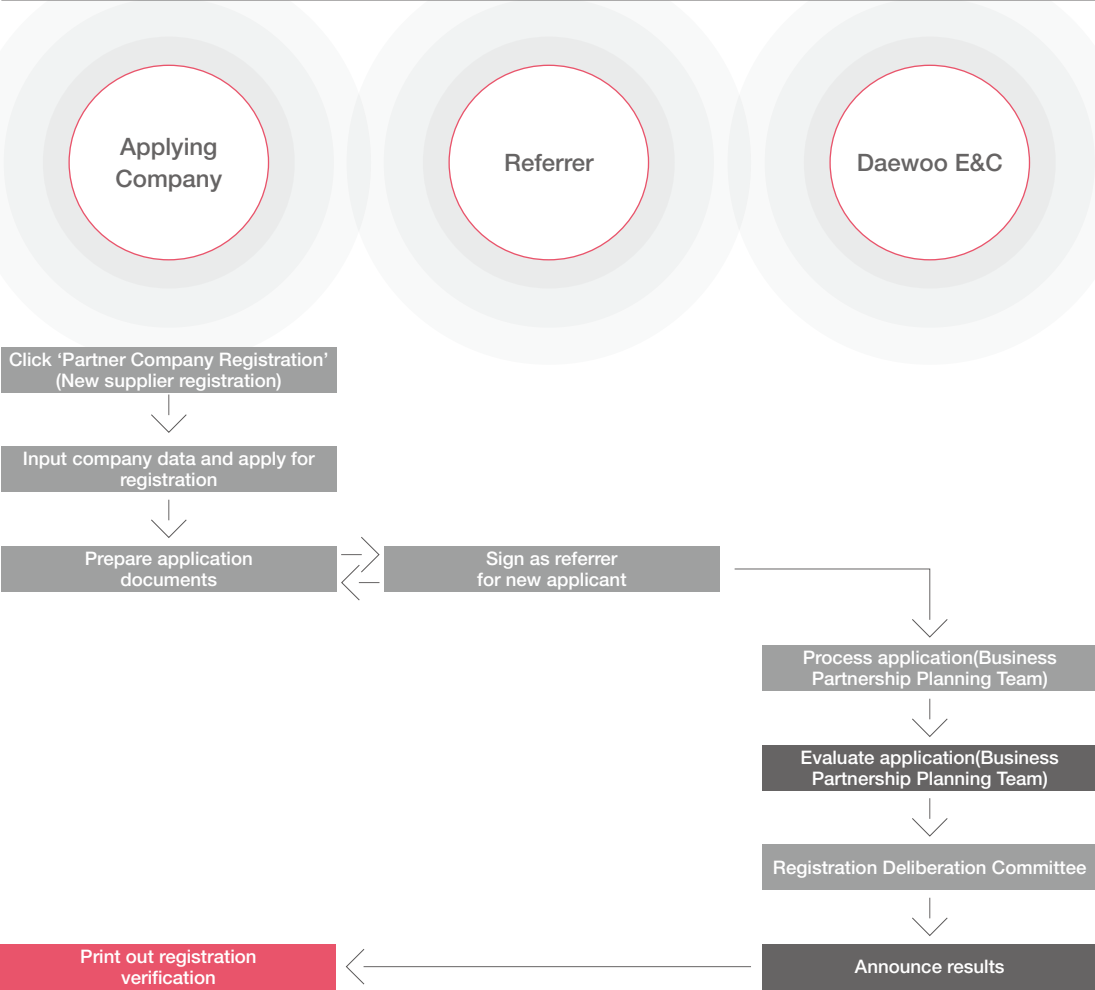 Applying
Company
Referrer
Daewoo E&C
Click ‘Partner Company Registration’
(New supplier registration)
Input company data and apply for
registration
Prepare application
documents
Sign as referrer
for new applicant
Process application(Business
Partnership Planning Team)
Evaluate application(Business
Partnership Planning Team)
Registration Deliberation Committee
Print out registration
verification
Announce results